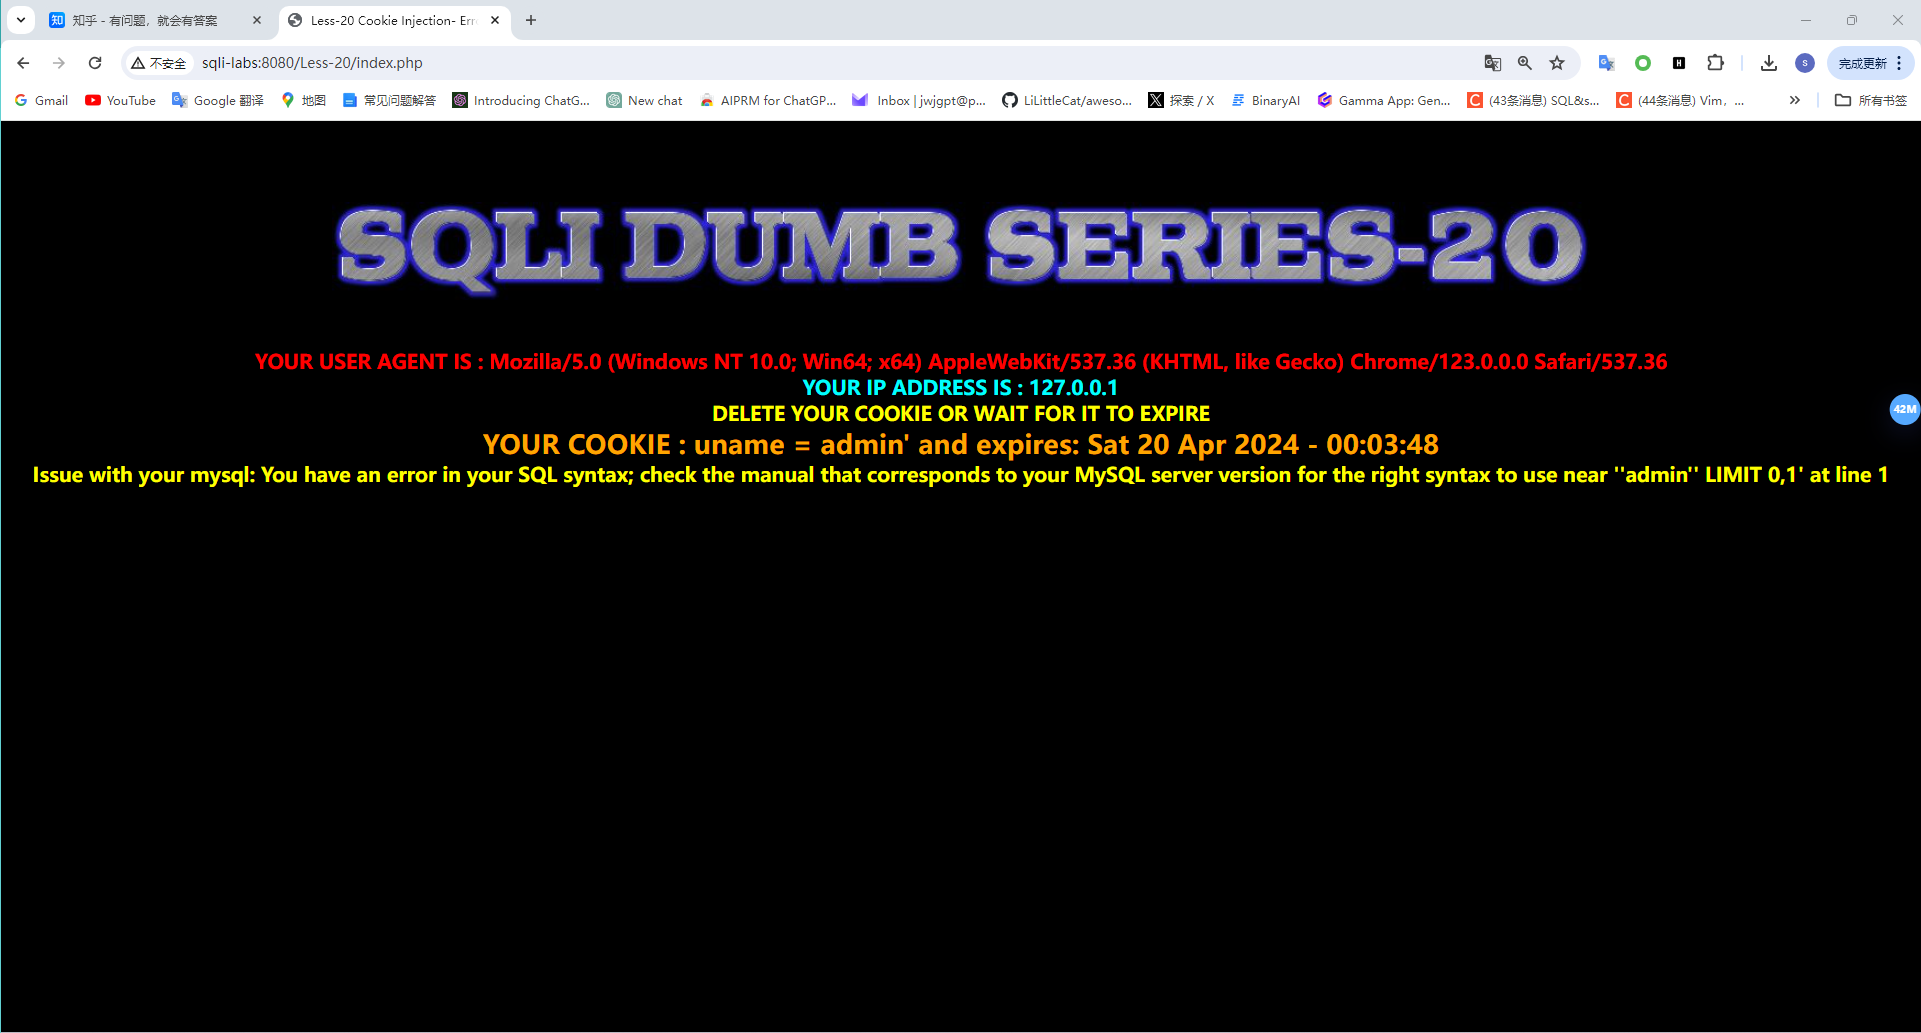 知 知乎 - 有问题，就会有答案
Less-20 Cookie Injection- Err
不安全 sqli-labs:8080/Less-20/index.php
S
完成更新
Gmail YouTube Google 翻译 地图 常见问题解答 Introducing ChatG... New chat AIPRM for ChatGP... Inbox | jwjgpt@p... LiLittleCat/aweso... 探索 / X BinaryAI Gamma App: Gen... (43条消息) SQL&s... (44条消息) Vim，... 所有书签
SQLI DUMB SERIES-20
YOUR USER AGENT IS : Mozilla/5.0 (Windows NT 10.0; Win64; x64) AppleWebKit/537.36 (KHTML, like Gecko) Chrome/123.0.0.0 Safari/537.36
YOUR IP ADDRESS IS : 127.0.0.1
DELETE YOUR COOKIE OR WAIT FOR IT TO EXPIRE
42M
YOUR COOKIE : uname = admin' and expires: Sat 20 Apr 2024 - 00:03:48
Issue with your mysql: You have an error in your SQL syntax; check the manual that corresponds to your MySQL server version for the right syntax to use near ''admin'' LIMIT 0,1' at line 1